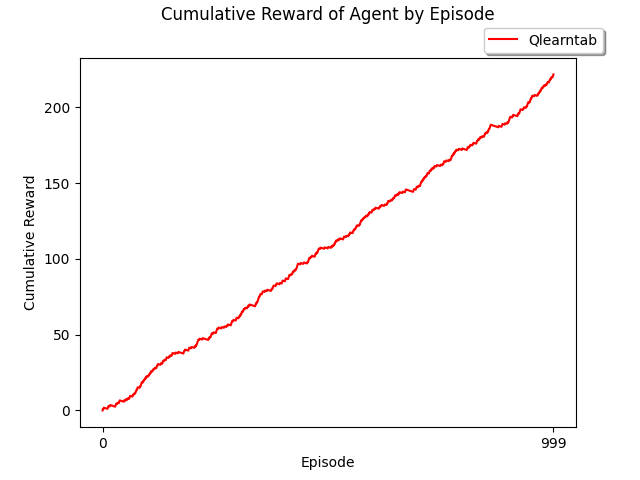 Cumulative Reward of Agent by Episode
Qlearntab
200
150
100
50
0
Cumulative Reward
0 999
Episode